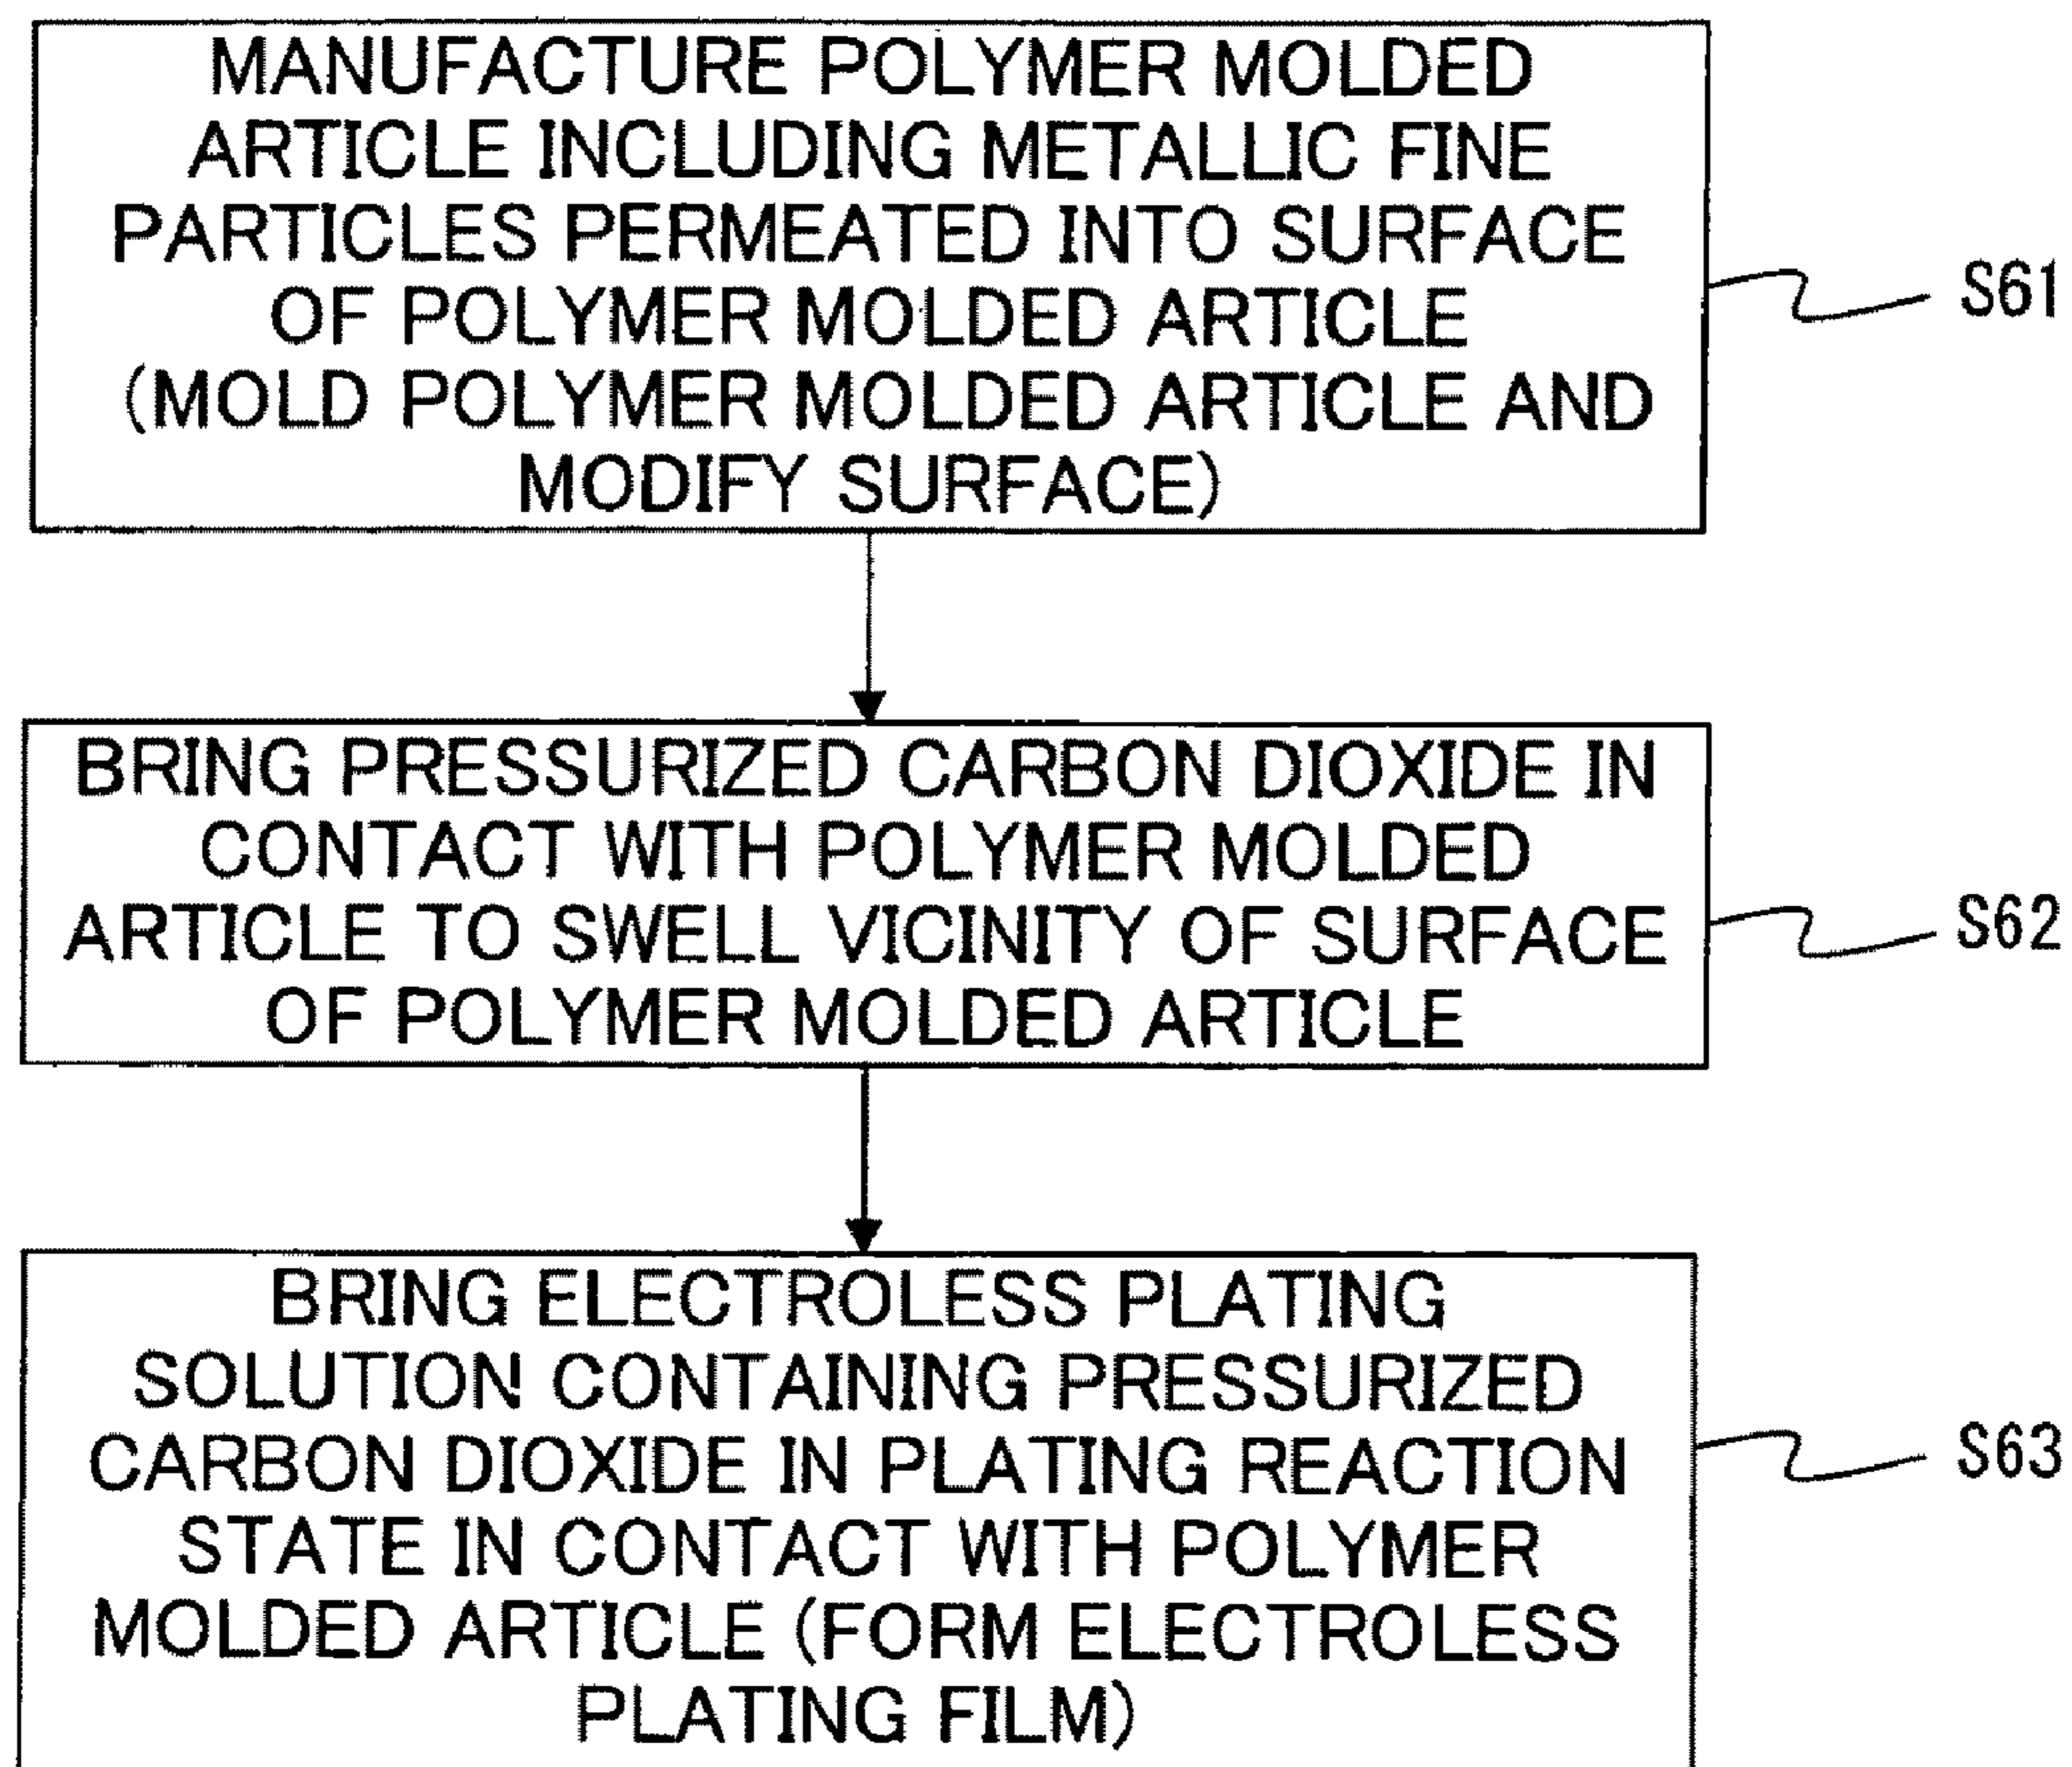 MANUFACTURE POLYMER MOLDED
ARTICLE INCLUDING METALLIC FINE
PARTICLES PERMEATED INTO SURFACE
OF POLYMER MOLDED ARTICLE
(MOLD POLYMER MOLDED ARTICLE AND
MODIFY SURFACE)
S61
BRING PRESSURIZED CARBON DIOXIDE IN
CONTACT WITH POLYMER MOLDED
ARTICLE TO SWELL VICINITY OF SURFACE
OF POLYMER MOLDED ARTICLE
S62
BRING ELECTROLESS PLATING
SOLUTION CONTAINING PRESSURIZED
CARBON DIOXIDE IN PLATING REACTION
STATE IN CONTACT WITH POLYMER
MOLDED ARTICLE (FORM ELECTROLESS
PLATING FILM)
S63